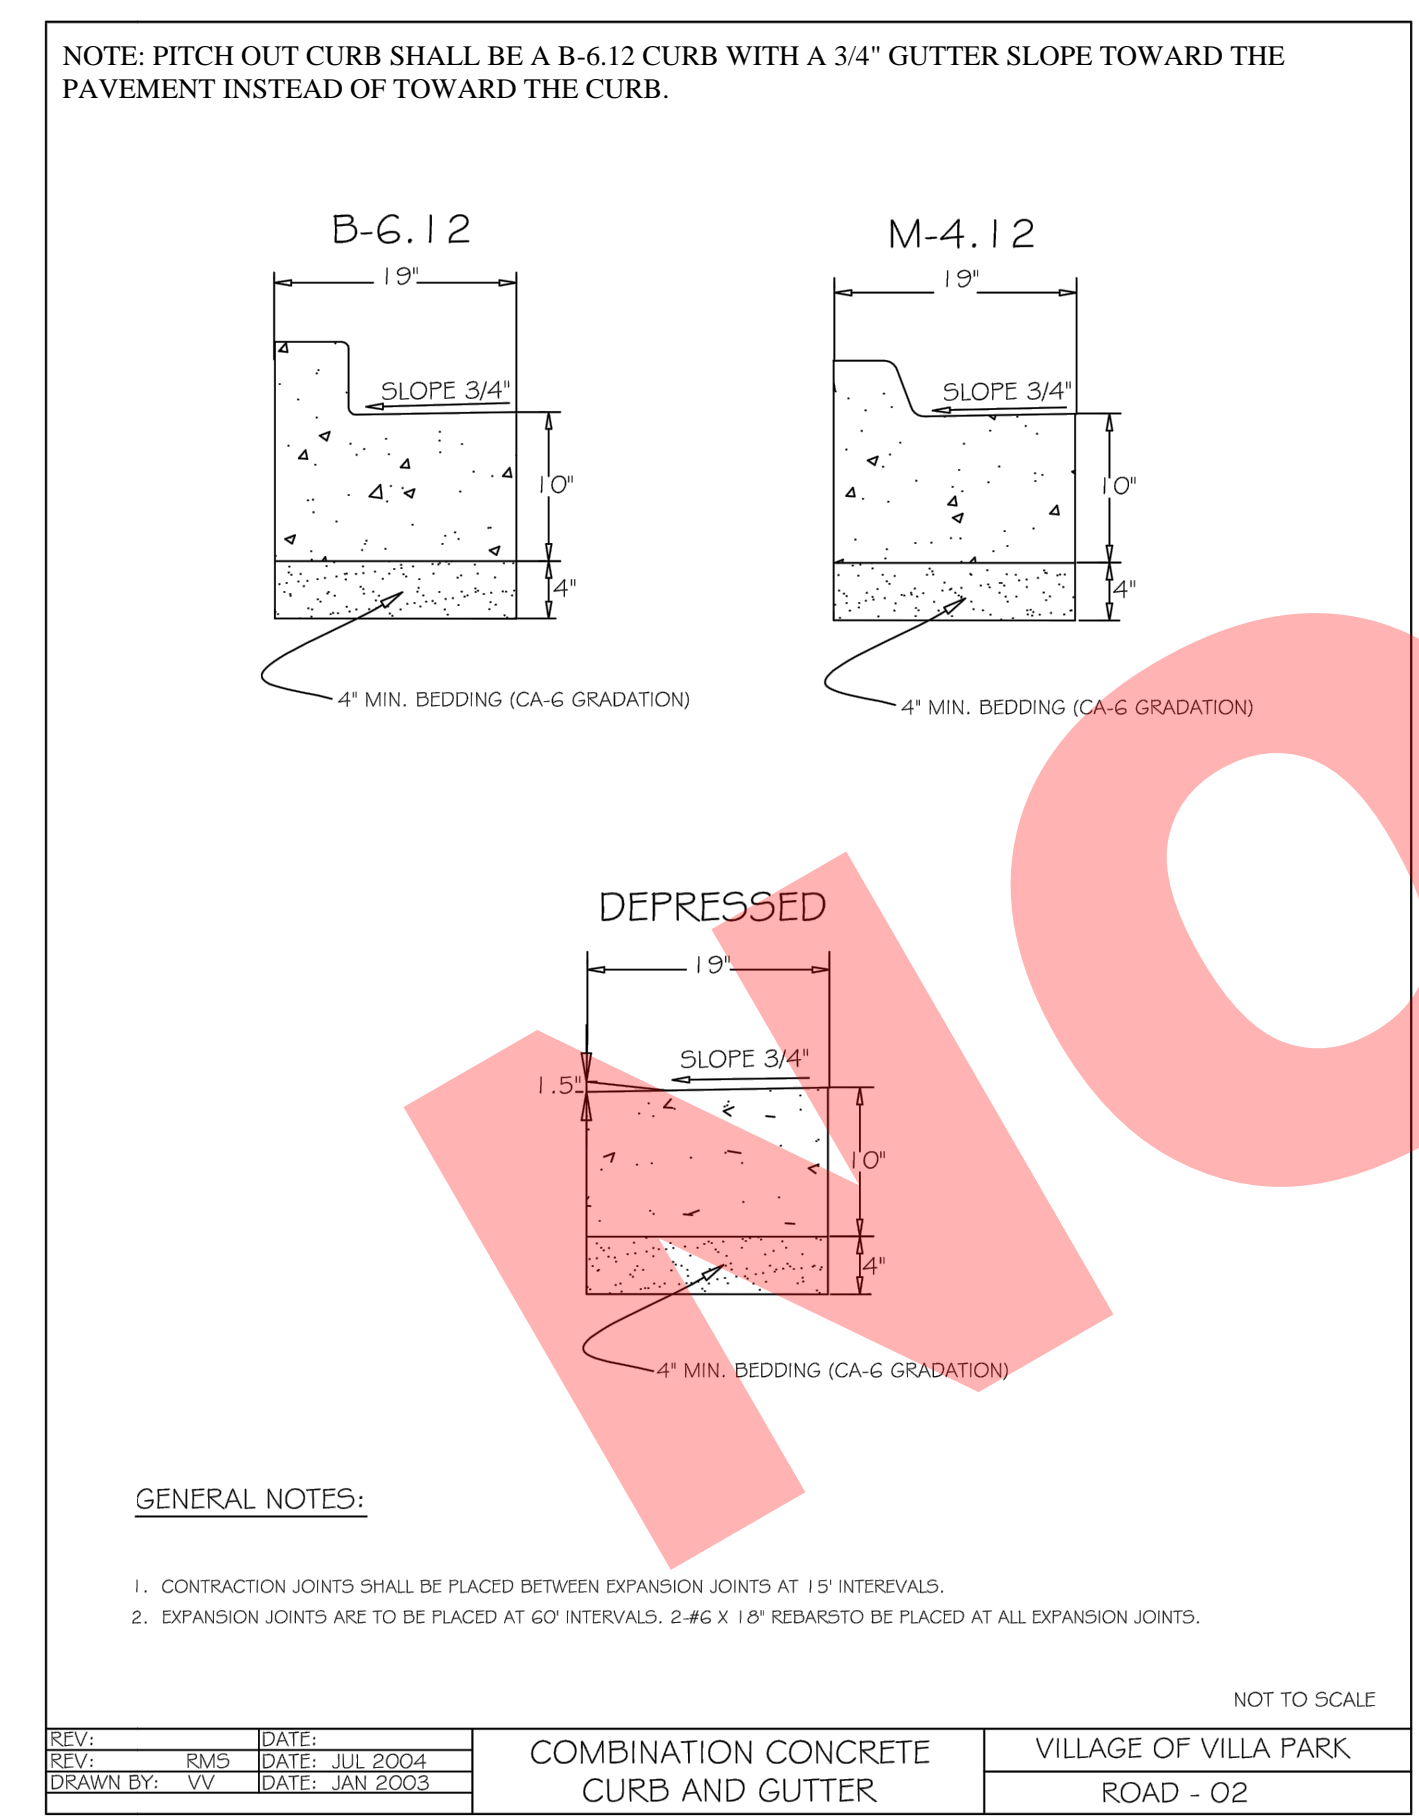 NOTE: PITCH OUT CURB SHALL BE A B-6.12 CURB WITH A 3/4" GUTTER SLOPE TOWARD THE
PAVEMENT INSTEAD OF TOWARD THE CURB.
B-6.12
19"
SLOPE 3/4"
10"
4"
4" MIN. BEDDING (CA-6 GRADATION)
M-4.12
19"
SLOPE 3/4"
10"
4"
4" MIN. BEDDING (CA-6 GRADATION)
DEPRESSED
19"
SLOPE 3/4"
1.5"
10"
4"
4" MIN. BEDDING (CA-6 GRADATION)
NO
GENERAL NOTES:
1. CONTRACTION JOINTS SHALL BE PLACED BETWEEN EXPANSION JOINTS AT 15' INTEREVALS.
2. EXPANSION JOINTS ARE TO BE PLACED AT 60' INTERVALS. 2-#6 X 18" REBARSTO BE PLACED AT ALL EXPANSION JOINTS.
NOT TO SCALE
REV: DATE:
REV: RMS DATE: JUL 2004
DRAWN BY: VV DATE: JAN 2003
COMBINATION CONCRETE
CURB AND GUTTER
VILLAGE OF VILLA PARK
ROAD - 02